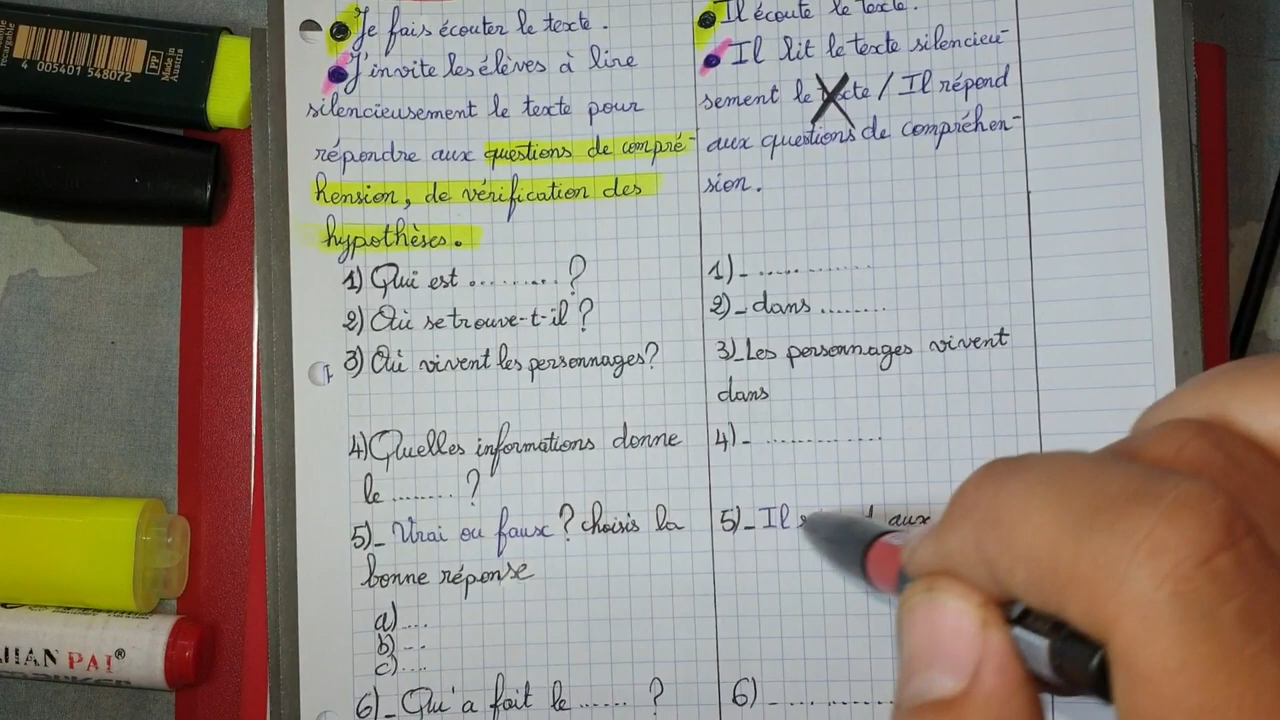 Je fais écouter le texte.
J'invite les élèves à lire
silencieusement le texte pour
répondre aux questions de compré-
hension, de vérification des
hypothèses.
1) Qui est .......... ?
2) Où se trouve-t-il ?
3) Où vivent les personnages ?
4) Quelles informations donne
le ........ ?
5)_ Vrai ou faux ? choisis la
bonne réponse
a) ....
b) --
c) ....
6)_ Qu'a fait le ...... ?
Il écoute le texte.
Il lit le texte silencieu-
sement le / Il répond
aux questions de compréhen-
sion.
1)_ ..............
2)_ dans ........
3)_ Les personnages vivent
dans
4)_ ..............
5)_ Il aux
6)_ ..........
4 005401 548072
PP
Made in
Austria
PAI®